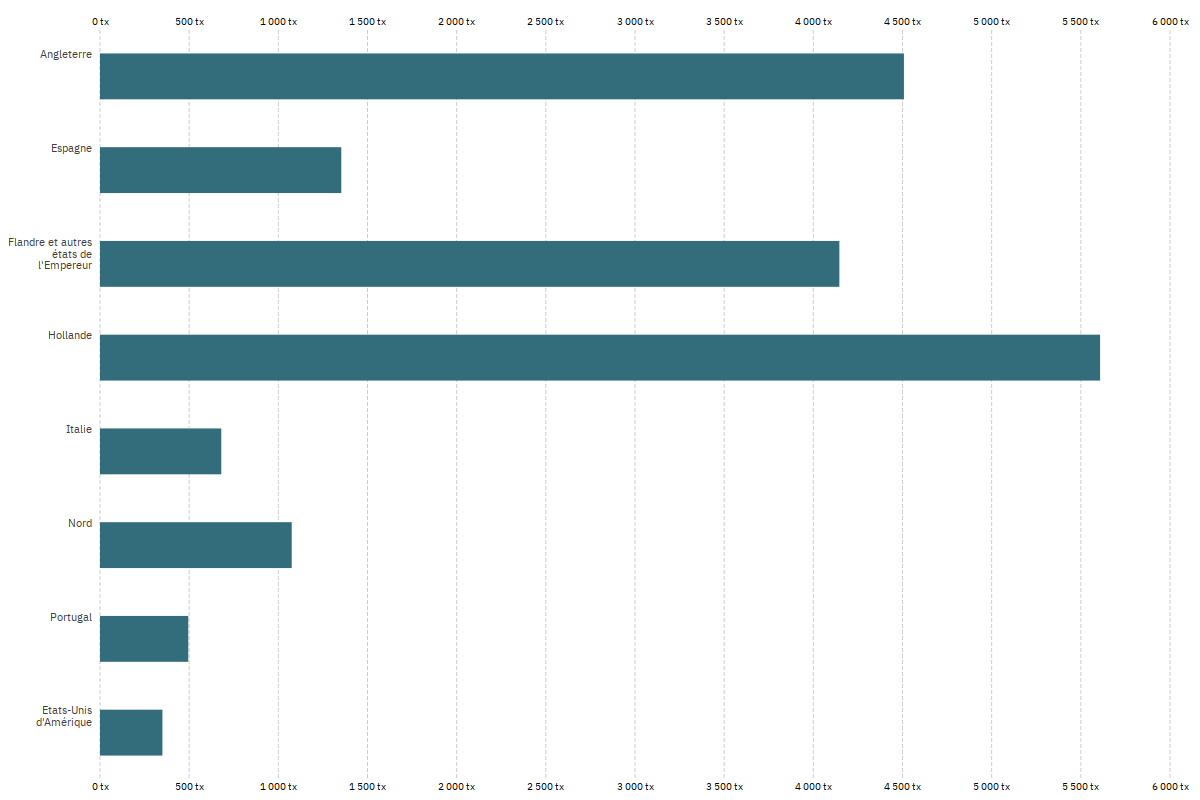 0 tx 500 tx 1 000 tx 1 500 tx 2 000 tx 2 500 tx 3 000 tx 3 500 tx 4 000 tx 4 500 tx 5 000 tx 5 500 tx 6 000 tx
Angleterre
Espagne
Flandre et autres
états de
l'Empereur
Hollande
Italie
Nord
Portugal
Etats-Unis
d'Amérique
0 tx 500 tx 1 000 tx 1 500 tx 2 000 tx 2 500 tx 3 000 tx 3 500 tx 4 000 tx 4 500 tx 5 000 tx 5 500 tx 6 000 tx